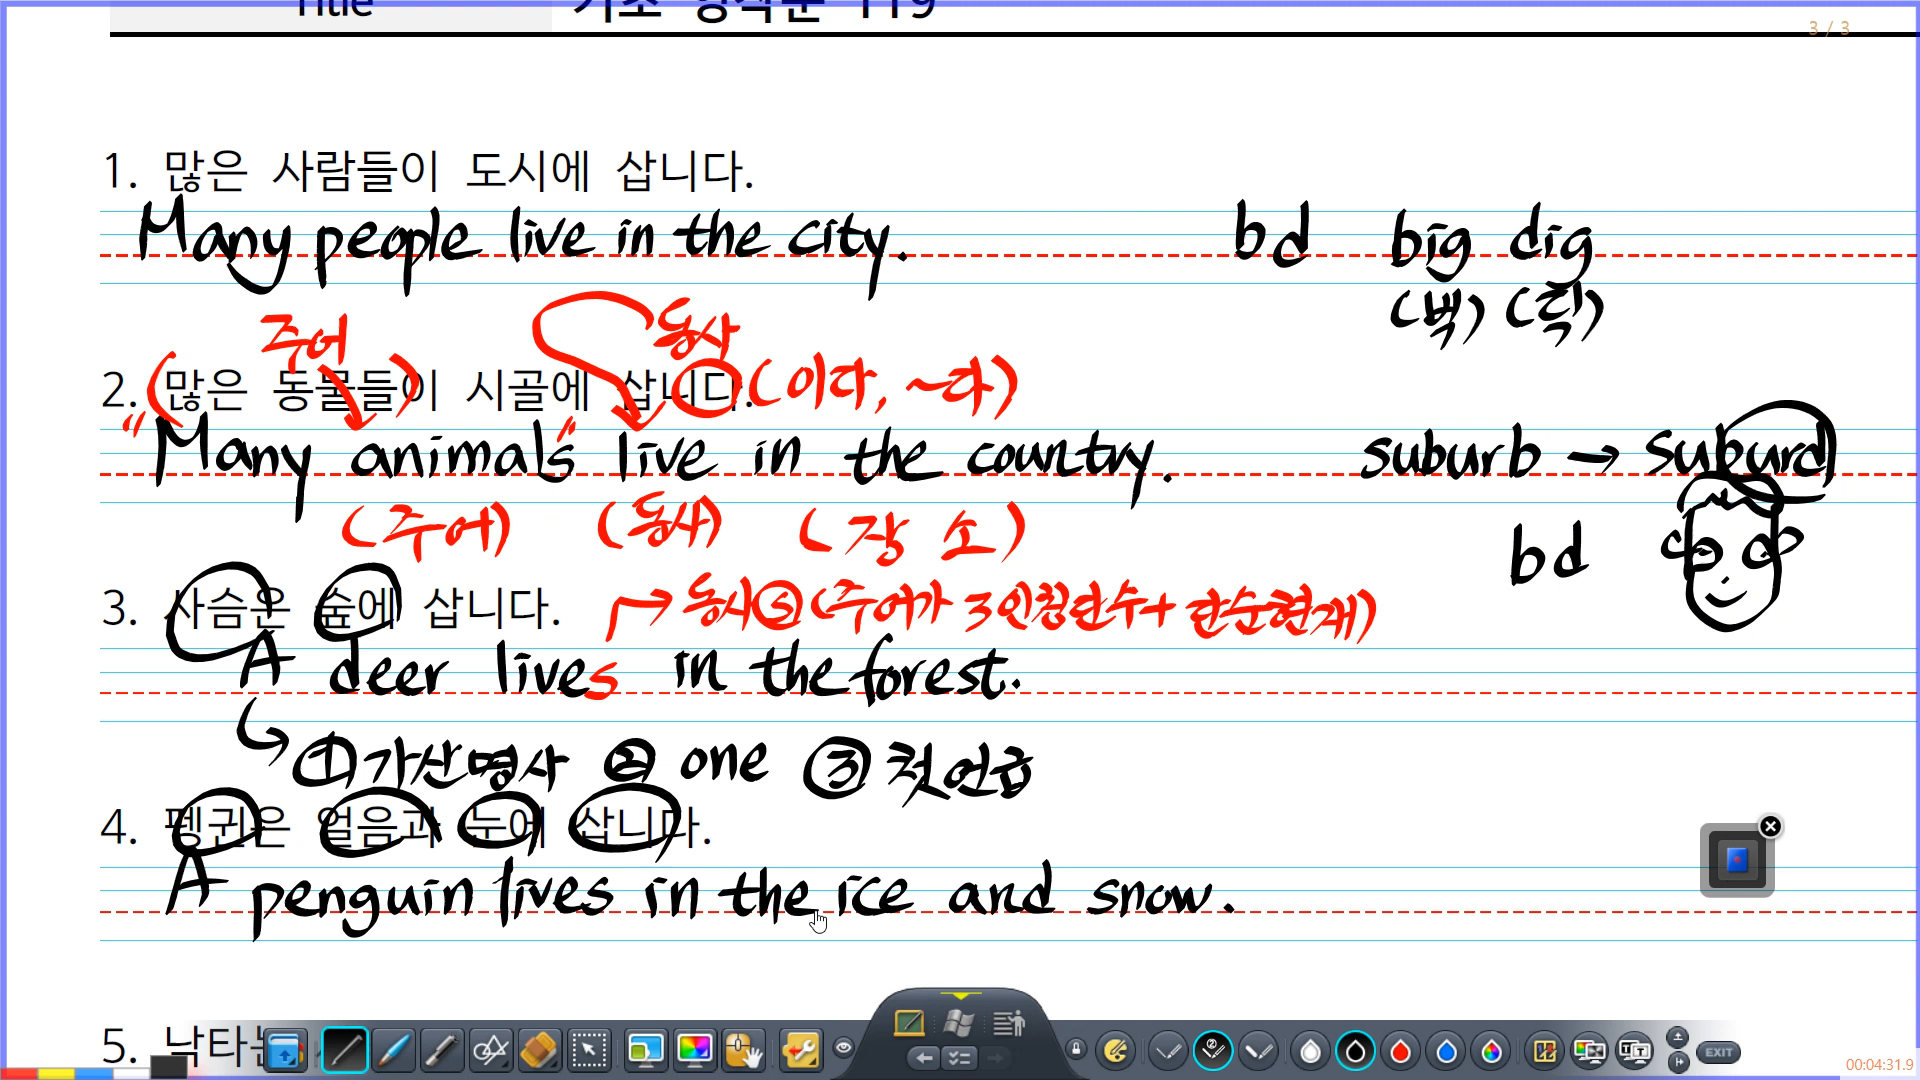 Title 기초 영작문 119
3 / 3
1. 많은 사람들이 도시에 삽니다.
Many people live in the city.
bd big dig
(빅) (딕)
주어 동사
2. 많은 동물들이 시골에 삽니다. (이다, ~다)
"Many animals" live in the country.
suburb → suburd
(주어) (동사) (장소)
bd
3. 사슴은 숲에 삽니다.
→ 동사ⓢ (주어가 3인칭단수+단순현재)
A deer lives in the forest.
①가산명사 ② one ③ 첫언급
4. 펭귄은 얼음과 눈에 삽니다.
A penguin lives in the ice and snow.
5. 낙타는
EXIT
00:04:31.9